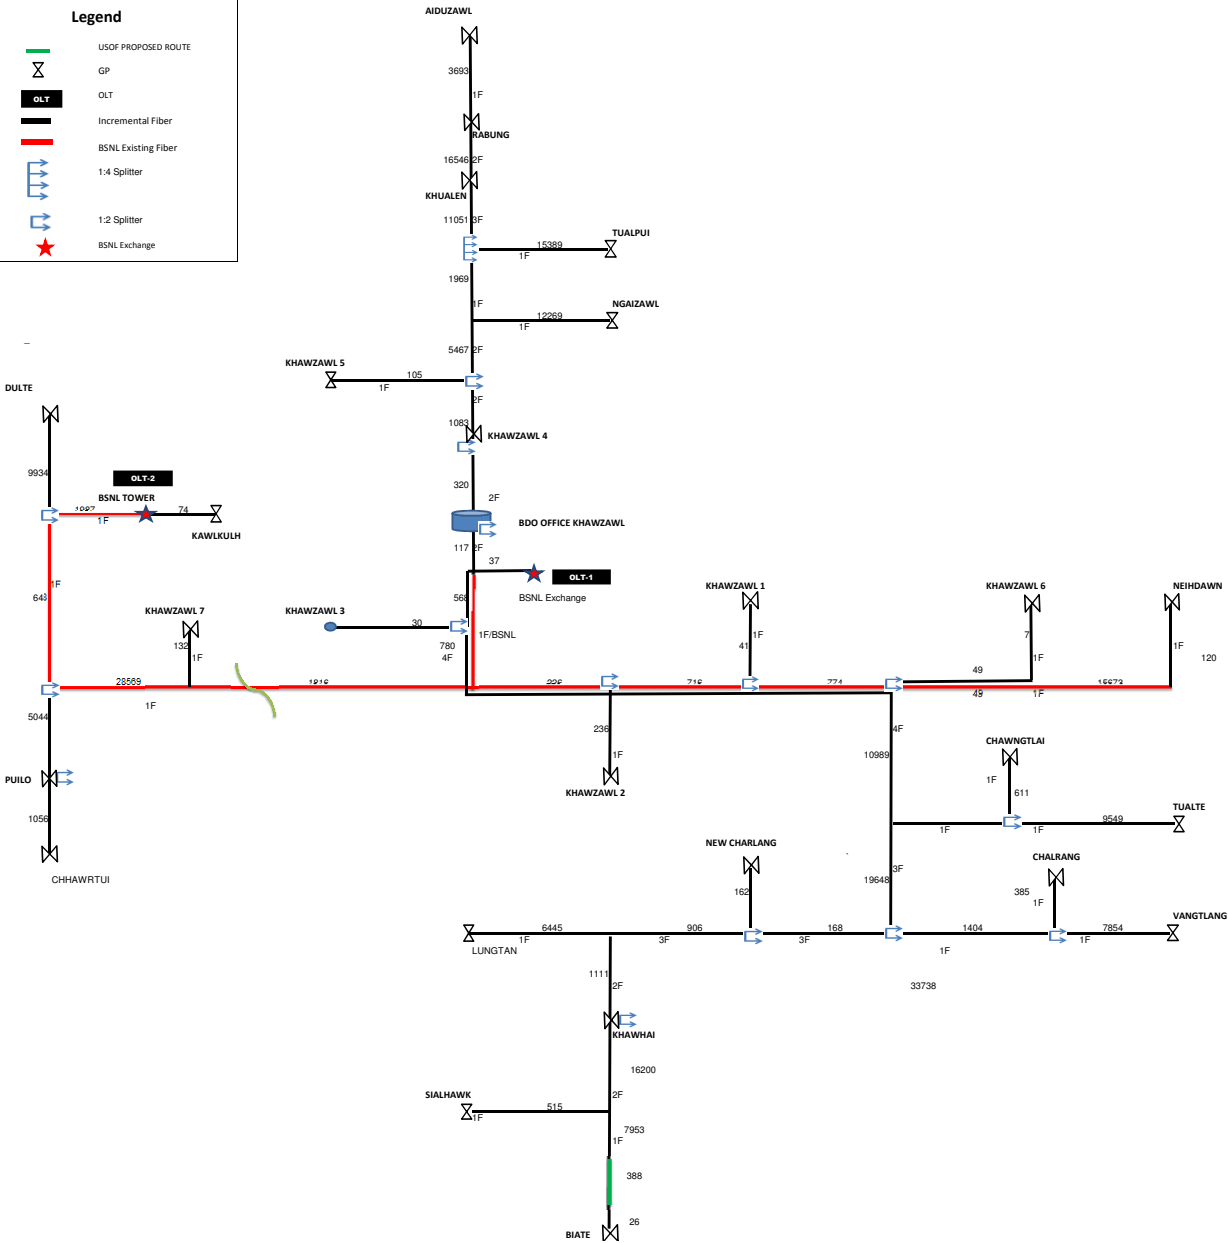 Legend
USOF PROPOSED ROUTE
GP
OLT
OLT
Incremental Fiber
BSNL Existing Fiber
1:4 Splitter
1:2 Splitter
BSNL Exchange
AIDUZAWL
3693
1F
RABUNG
16546 2F
KHUALEN
11051 3F
TUALPUI
15389
1F
1969
1F
NGAIZAWL
12269
1F
5467 2F
KHAWZAWL 5
105
1F
2F
1083
KHAWZAWL 4
320
2F
BDO OFFICE KHAWZAWL
117 2F
37
OLT-1
BSNL Exchange
568
DULTE
9934
OLT-2
BSNL TOWER
1987
1F
74
KAWLKULH
1F
643
KHAWZAWL 7
132
1F
KHAWZAWL 3
30
1F/BSNL
780
4F
KHAWZAWL 1
41
1F
KHAWZAWL 6
7
1F
NEIHDAWN
1F
120
28569
1F
1816
226
716
774
49
49
1F
15673
5044
PUILO
1056
CHHAWRTUI
236
1F
KHAWZAWL 2
4F
10989
CHAWNGTLAI
1F
611
TUALTE
1F
1F
9549
NEW CHARLANG
162
3F
19648
CHALRANG
385
1F
VANGTLANG
6445
1F
LUNGTAN
906
3F
168
3F
1404
1F
7854
1F
33738
1111
2F
KHAWHAI
16200
2F
SIALHAWK
515
1F
7953
1F
388
26
BIATE